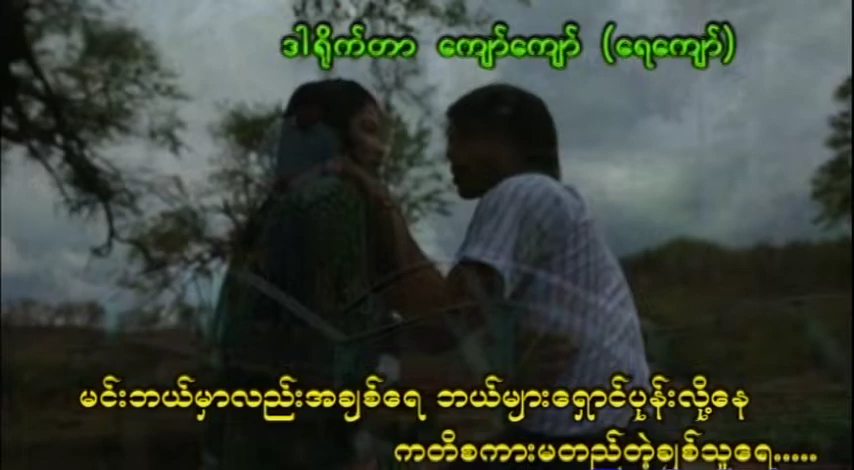 ဒါရိုက်တာ ကျော်ကျော် (ရေကျော်)
မင်းဘယ်မှာလည်းအချစ်ရေ ဘယ်များရှောင်ပုန်းလို့နေ
ကတိစကားမတည်တဲ့ချစ်သူရေ.....